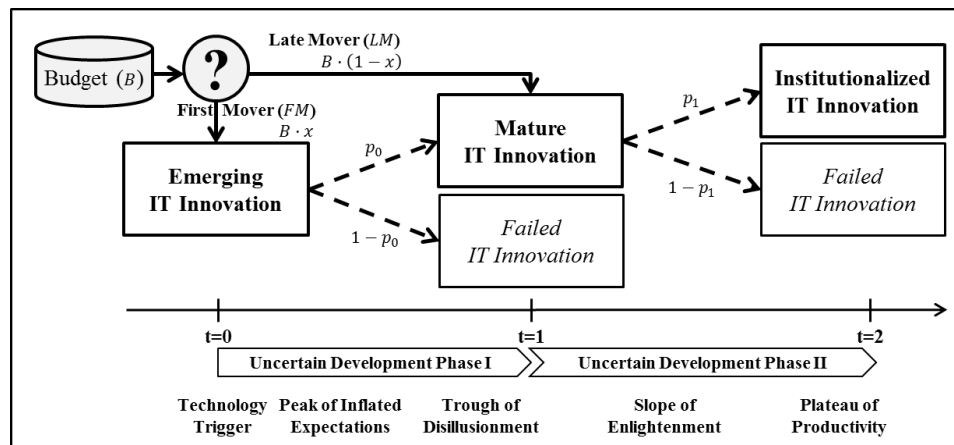 Late Mover (LM)
B · (1 − x)
Budget (B)
?
First Mover (FM)
B · x
Emerging
IT Innovation
p₀
1 − p₀
Mature
IT Innovation
Failed
IT Innovation
p₁
1 − p₁
Institutionalized
IT Innovation
Failed
IT Innovation
t=0
t=1
t=2
Uncertain Development Phase I
Uncertain Development Phase II
Technology
Trigger
Peak of Inflated
Expectations
Trough of
Disillusionment
Slope of
Enlightenment
Plateau of
Productivity